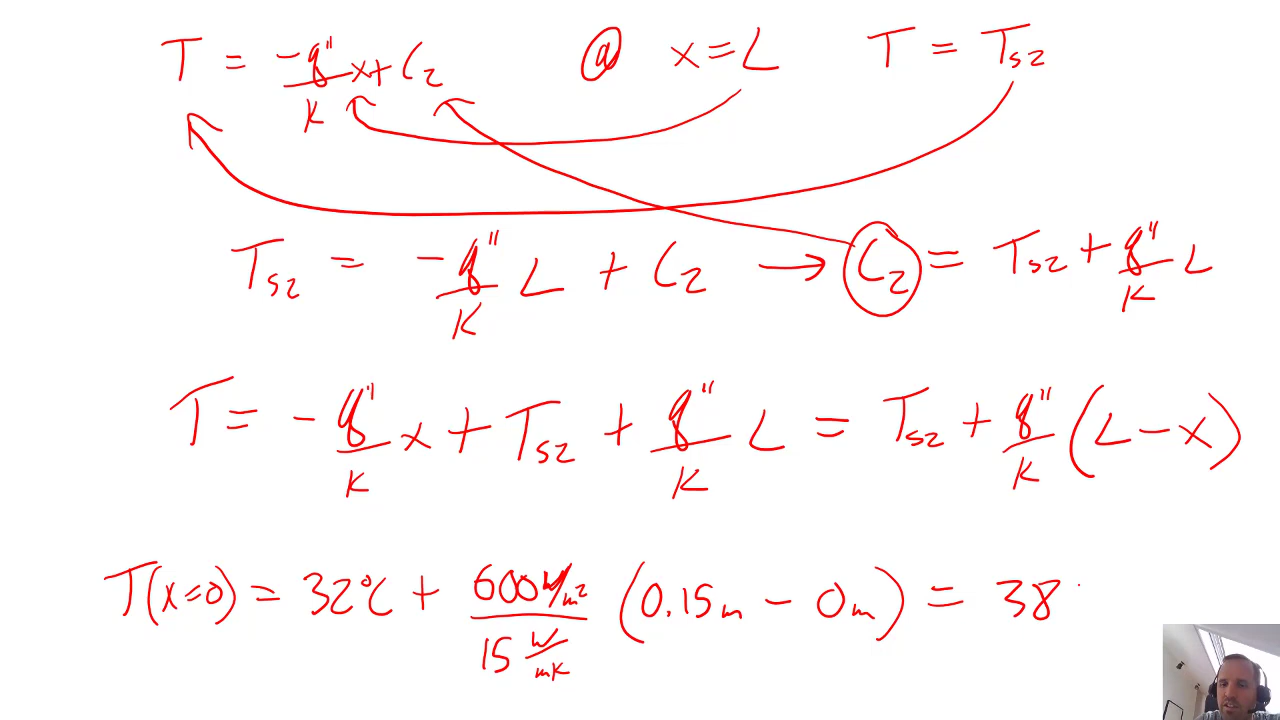 T = -q"/K x + C2 @ x = L T = Ts2
Ts2 = -q"/K L + C2 → C2 = Ts2 + q"/K L
T = -q"/K x + Ts2 + q"/K L = Ts2 + q"/K (L - x)
T(x=0) = 32°C + 600 W/m² / 15 W/mK (0.15m - 0m) = 38